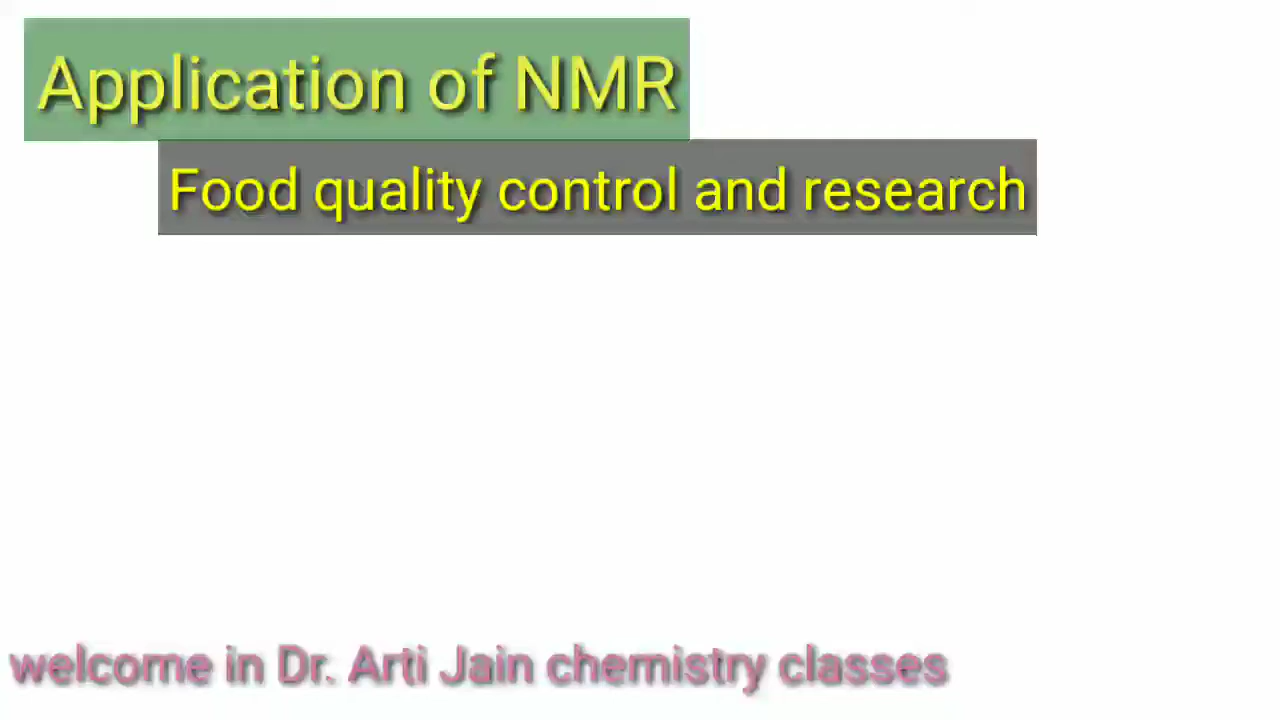 Application of NMR
Food quality control and research
welcome in Dr. Arti Jain chemistry classes